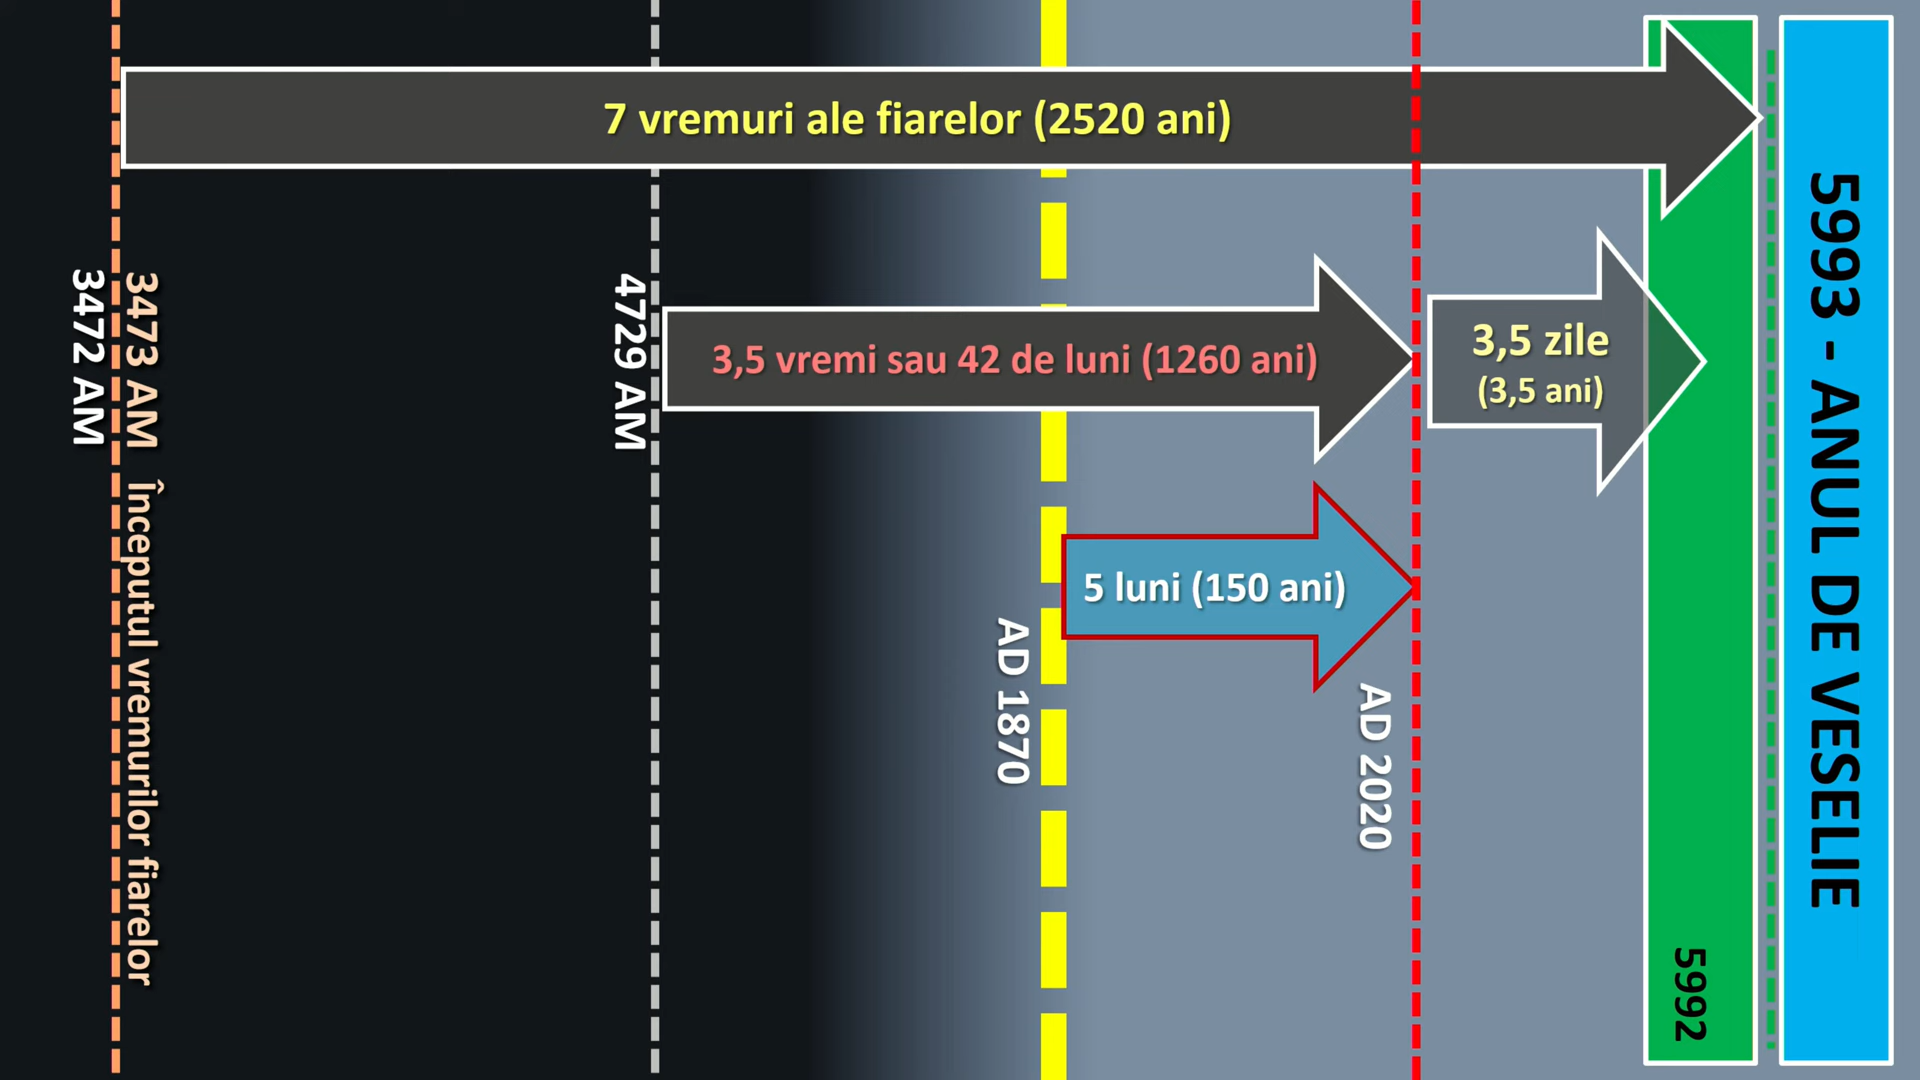 7 vremuri ale fiarelor (2520 ani)
3472 AM
3473 AM Începutul vremurilor fiarelor
4729 AM
3,5 vremi sau 42 de luni (1260 ani)
3,5 zile
(3,5 ani)
5 luni (150 ani)
AD 1870
AD 2020
5992
5993 - ANUL DE VESELIE